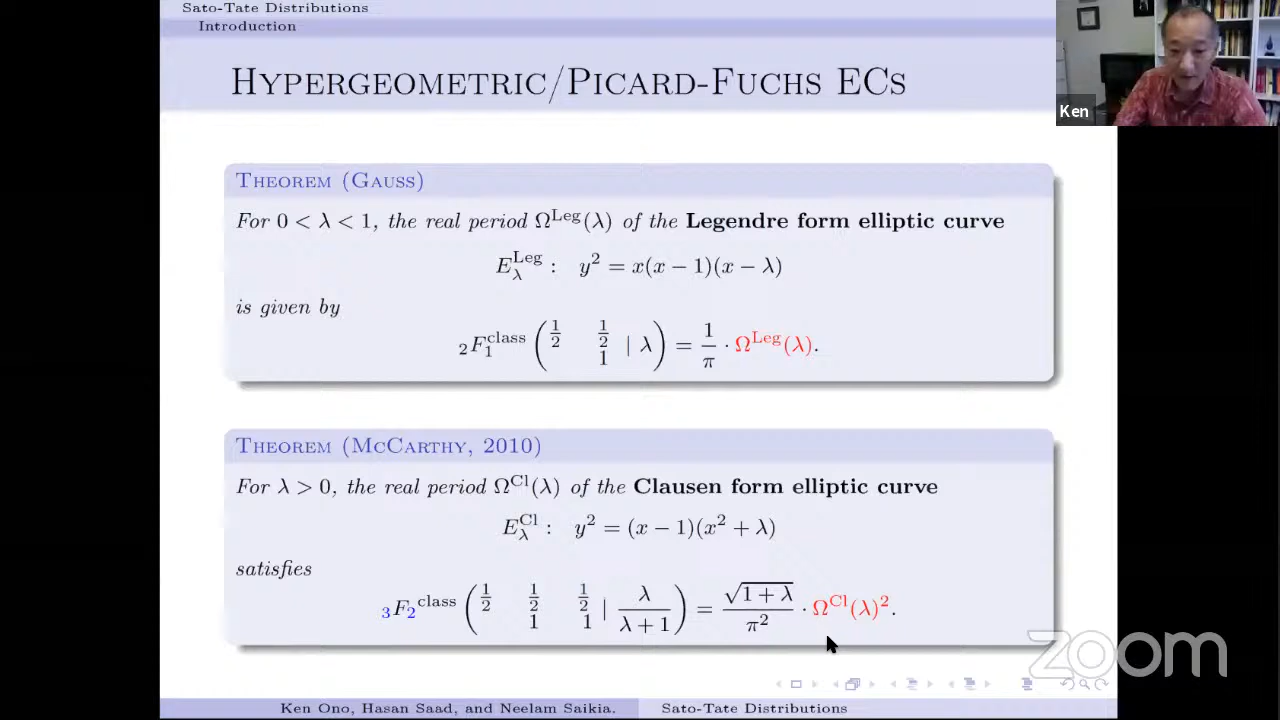 Sato-Tate Distributions
Introduction
Hypergeometric/Picard-Fuchs ECs
Ken
Theorem (Gauss)
For 0 < λ < 1, the real period Ω^Leg(λ) of the Legendre form elliptic curve
E_λ^Leg : y² = x(x − 1)(x − λ)
is given by
₂F₁^class (1/2 1/2 1 | λ) = 1/π · Ω^Leg(λ).
Theorem (McCarthy, 2010)
For λ > 0, the real period Ω^Cl(λ) of the Clausen form elliptic curve
E_λ^Cl : y² = (x − 1)(x² + λ)
satisfies
₃F₂^class (1/2 1/2 1/2 1 1 | λ/(λ + 1)) = √(1 + λ)/π² · Ω^Cl(λ)².
zoom
Ken Ono, Hasan Saad, and Neelam Saikia. Sato-Tate Distributions